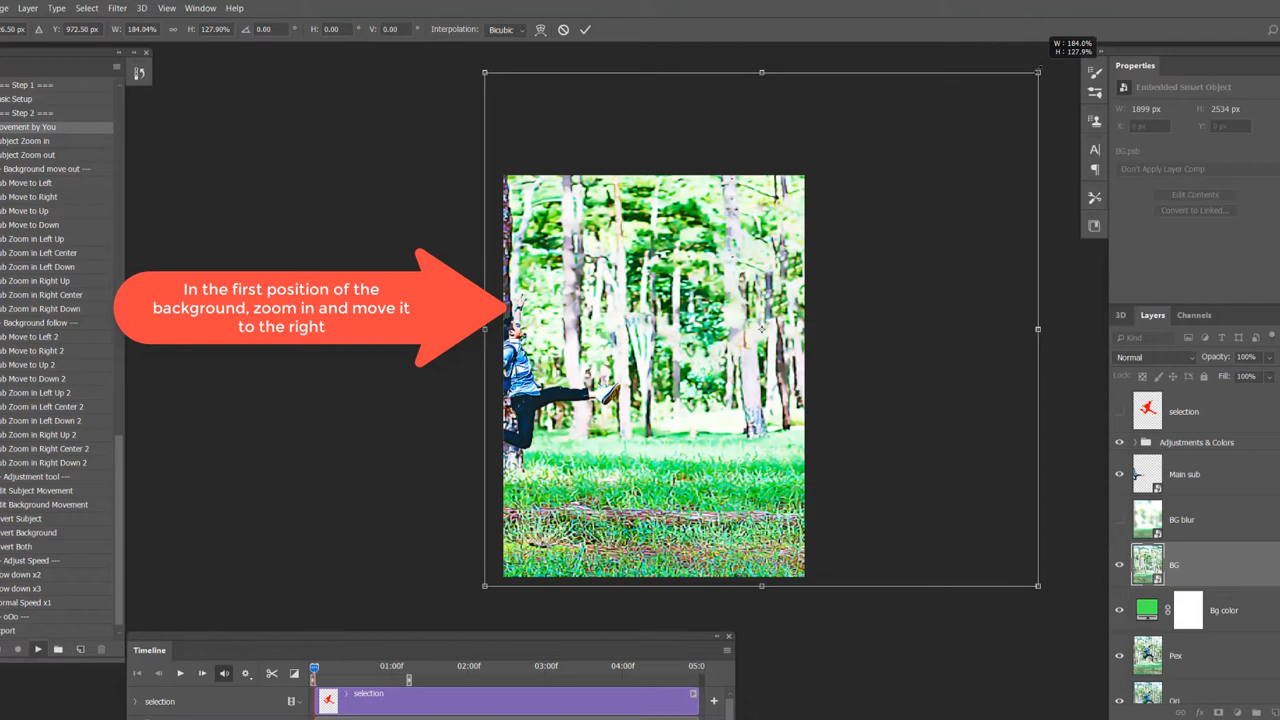 ge Layer Comp Type Select Filter 3D View Window Help
26.50 px Y: 972.50 px W: 184.04% H: 127.90% 0.00 H: 0.00 V: 0.00 Interpolation: Bicubic
W: 184.0%
H: 127.9%
== Step 1 ===
asic Setup
== Step 2 ===
ovement by You
ubject Zoom in
ubject Zoom out
- Background move out ---
ub Move to Left
ub Move to Right
ub Move to Up
ub Move to Down
ub Zoom in Left Up
ub Zoom in Left Center
ub Zoom in Left Down
ub Zoom in Right Up
ub Zoom in Right Center
ub Zoom in Right Down
- Background follow ---
ub Move to Left 2
ub Move to Right 2
ub Move to Up 2
ub Move to Down 2
ub Zoom in Left Up 2
ub Zoom in Left Center 2
ub Zoom in Left Down 2
ub Zoom in Right Up 2
ub Zoom in Right Center 2
ub Zoom in Right Down 2
- Adjustment tool ---
dit Subject Movement
dit Background Movement
vert Subject
vert Background
vert Both
- Adjust Speed ---
ow down x2
ow down x3
ormal Speed x1
- oOo ---
port
In the first position of the
background, zoom in and move it
to the right
Properties
Embedded Smart Object
W: 1899 px H: 2534 px
X: 0 px Y: 0 px
BG.psb
Don't Apply Layer Comp
Edit Contents
Convert to Linked...
3D Layers Channels
Kind
Normal Opacity: 100%
Lock: Fill: 100%
selection
Adjustments & Colors
Main sub
BG blur
BG
Bg color
Pex
Ori
Timeline
01:00f 02:00f 03:00f 04:00f 05:0
selection
selection